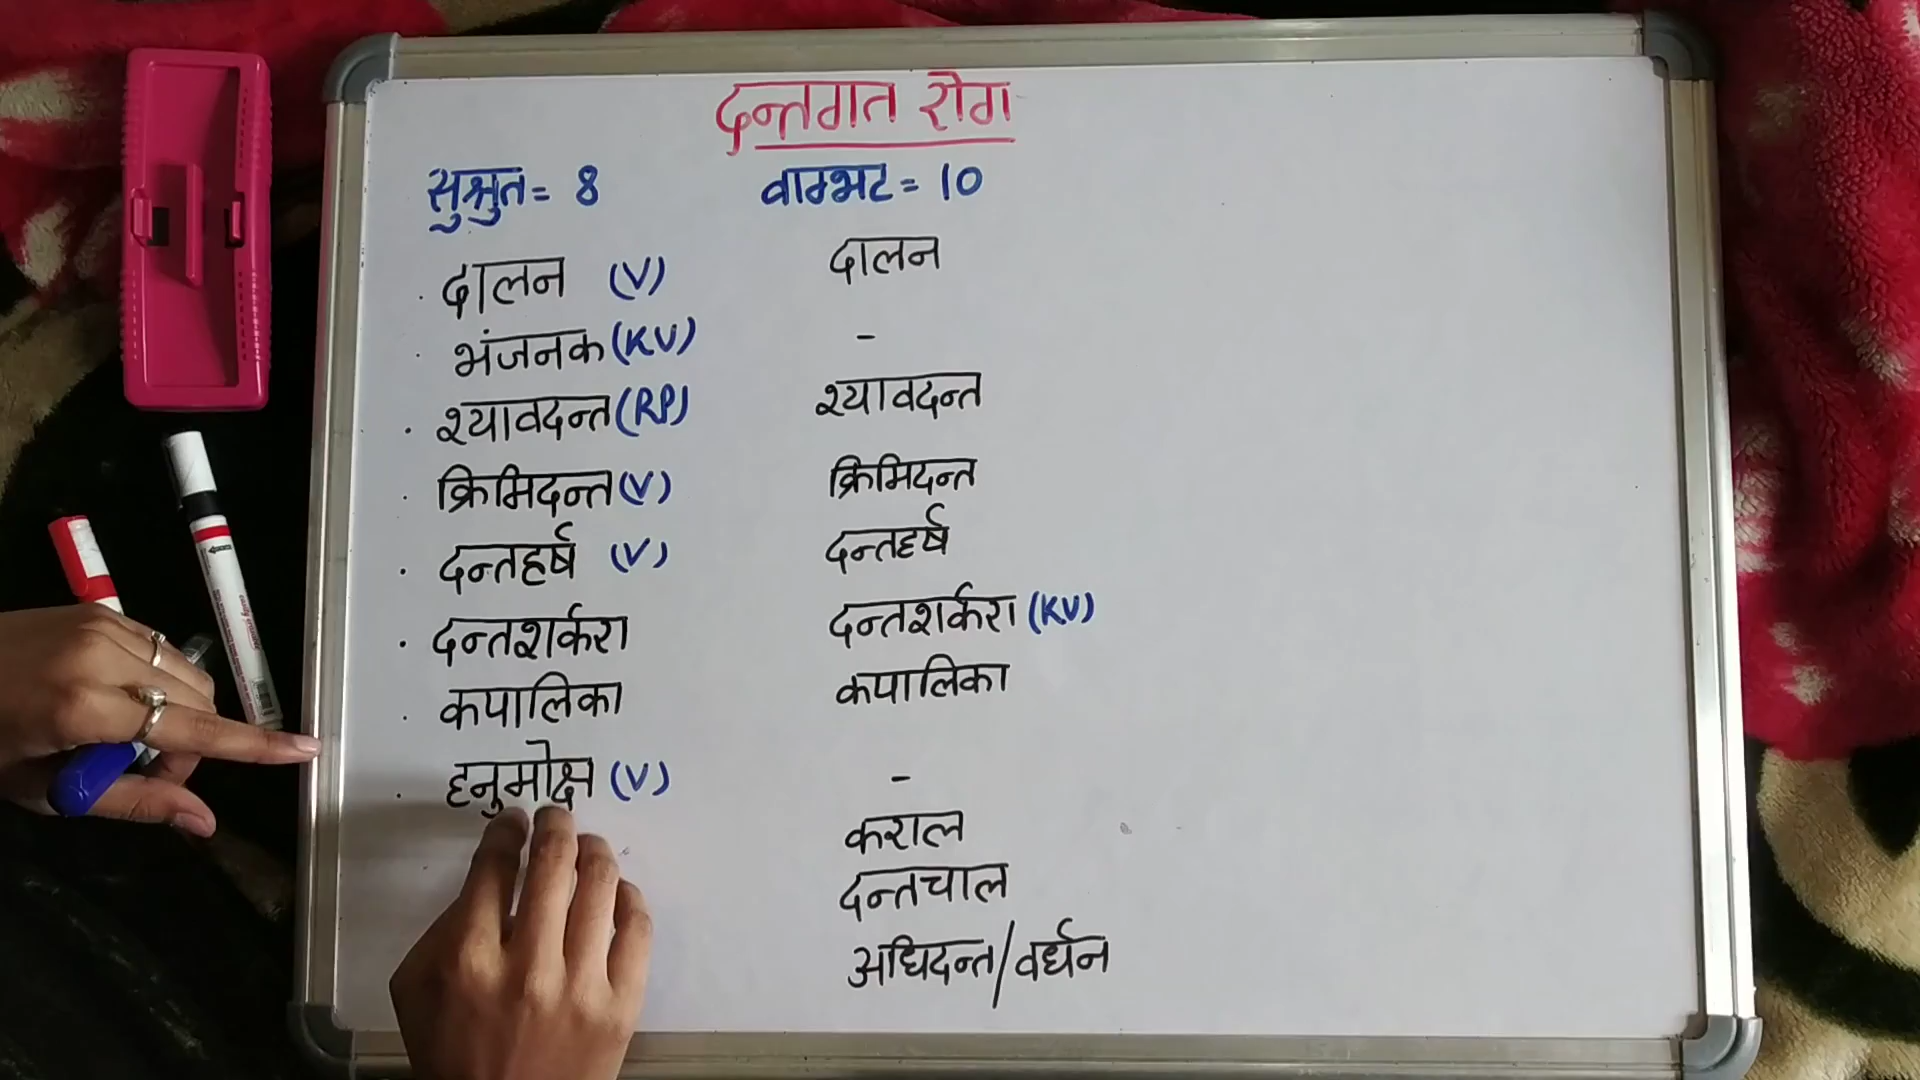 दन्तगत रोग
सुश्रुत = 8 वाग्भट = 10
दालन (V) दालन
भंजनक (KV) -
श्यावदन्त (RP) श्यावदन्त
क्रिमिदन्त (V) क्रिमिदन्त
दन्तहर्ष (V) दन्तहर्ष
दन्तशर्करा दन्तशर्करा (KV)
कपालिका कपालिका
हनुमोक्ष (V) -
कराल
दन्तचाल
अधिदन्त/वर्धन